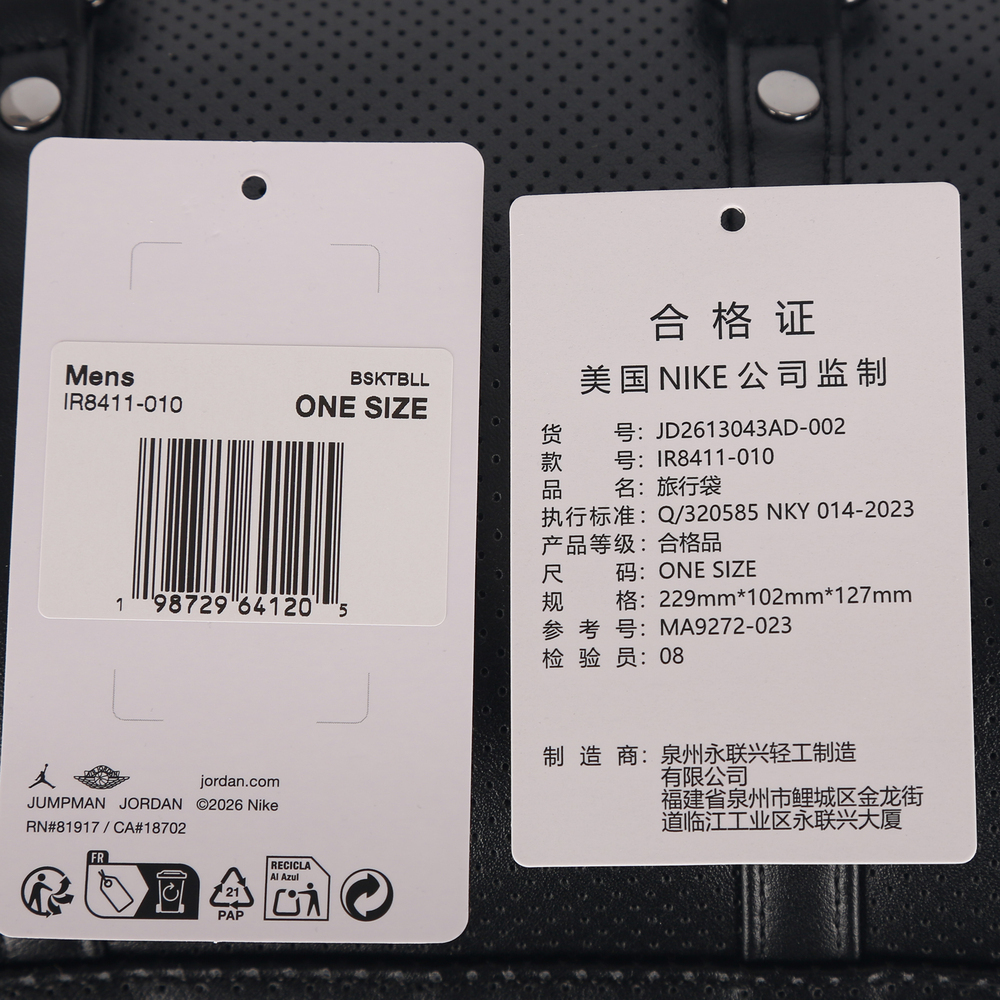 Mens
BSKTBLL
IR8411-010
ONE SIZE
1 98729 64120 5
jordan.com
JUMPMAN JORDAN ©2026 Nike
RN#81917 / CA#18702
FR
21
PAP
RECICLA
Al Azul
合格证
美国NIKE公司监制
货号：JD2613043AD-002
款号：IR8411-010
品名：旅行袋
执行标准：Q/320585 NKY 014-2023
产品等级：合格品
尺码：ONE SIZE
规格：229mm*102mm*127mm
参考号：MA9272-023
检验员：08
制造商：泉州永联兴轻工制造
有限公司
福建省泉州市鲤城区金龙街
道临江工业区永联兴大厦